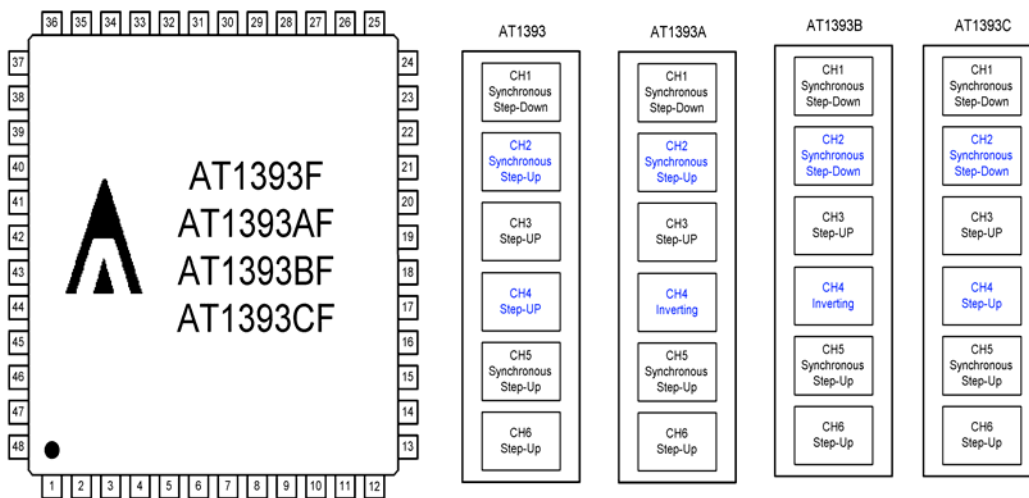 36 35 34 33 32 31 30 29 28 27 26 25
37
38
39
40
41
42
43
44
45
46
47
48
24
23
22
21
20
19
18
17
16
15
14
13
1 2 3 4 5 6 7 8 9 10 11 12
AT1393F
AT1393AF
AT1393BF
AT1393CF
AT1393
CH1
Synchronous
Step-Down
CH2
Synchronous
Step-Up
CH3
Step-UP
CH4
Step-UP
CH5
Synchronous
Step-Up
CH6
Step-Up
AT1393A
CH1
Synchronous
Step-Down
CH2
Synchronous
Step-Up
CH3
Step-UP
CH4
Inverting
CH5
Synchronous
Step-Up
CH6
Step-Up
AT1393B
CH1
Synchronous
Step-Down
CH2
Synchronous
Step-Down
CH3
Step-UP
CH4
Inverting
CH5
Synchronous
Step-Up
CH6
Step-Up
AT1393C
CH1
Synchronous
Step-Down
CH2
Synchronous
Step-Down
CH3
Step-UP
CH4
Step-Up
CH5
Synchronous
Step-Up
CH6
Step-Up